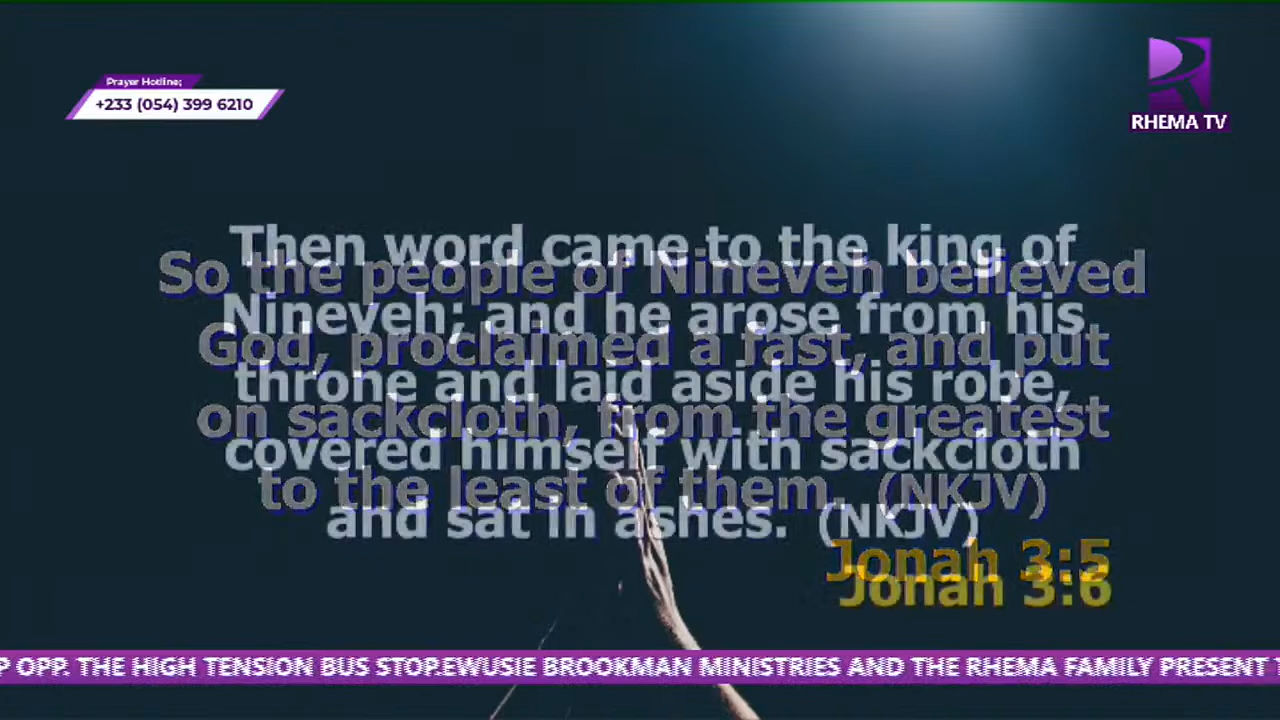 Prayer Hotline;
+233 (054) 399 6210
RHEMA TV
Then word came to the king of
Nineveh; and he arose from his
throne and laid aside his robe,
covered himself with sackcloth
and sat in ashes. (NKJV)
Jonah 3:6
So the people of Nineveh believed
God, proclaimed a fast, and put
on sackcloth, from the greatest
to the least of them. (NKJV)
Jonah 3:5
P OPP. THE HIGH TENSION BUS STOP.EWUSIE BROOKMAN MINISTRIES AND THE RHEMA FAMILY PRESENT T